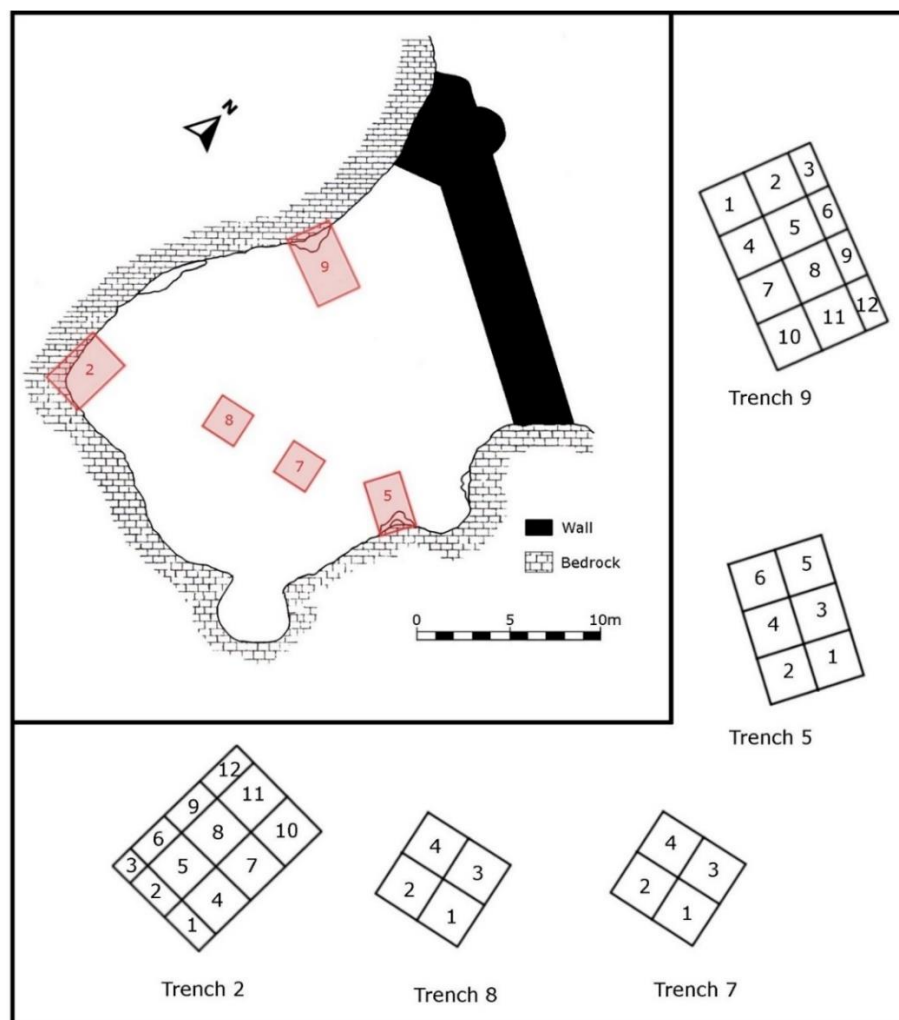 N
9
2
8
7
5
Wall
Bedrock
0 5 10m
1 2 3
4 5 6
7 8 9
10 11 12
Trench 9
6 5
4 3
2 1
Trench 5
12
9 11
6 8 10
3 5 7
2 4
1
Trench 2
4
3
2
1
Trench 8
4
3
2
1
Trench 7